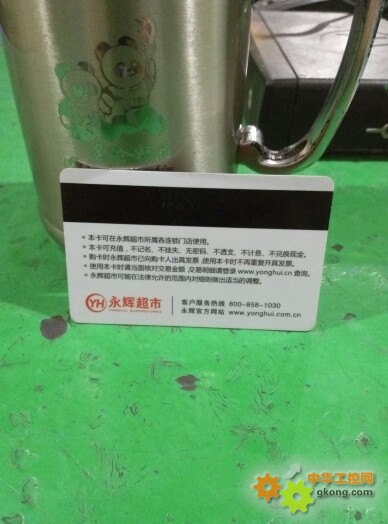 •本卡可在永辉超市所属各连锁门店使用。
•本卡可充值，不记名、不挂失、无密码、不透支、不计息、不兑换现金。
•购卡时永辉超市已向购卡人出具发票,使用本卡时不再重复开具发票。
•使用本卡时请当面核对交易金额,交易明细请登录 www.yonghui.cn 查询。
•永辉超市可能在法律允许的范围内对细则做出适当的调整。
YH 永辉超市
YONGHUI SUPERSTORES
客户服务热线 800-858-1030
永辉官方网站 www.yonghui.com.cn
中华工控网
gkong.com